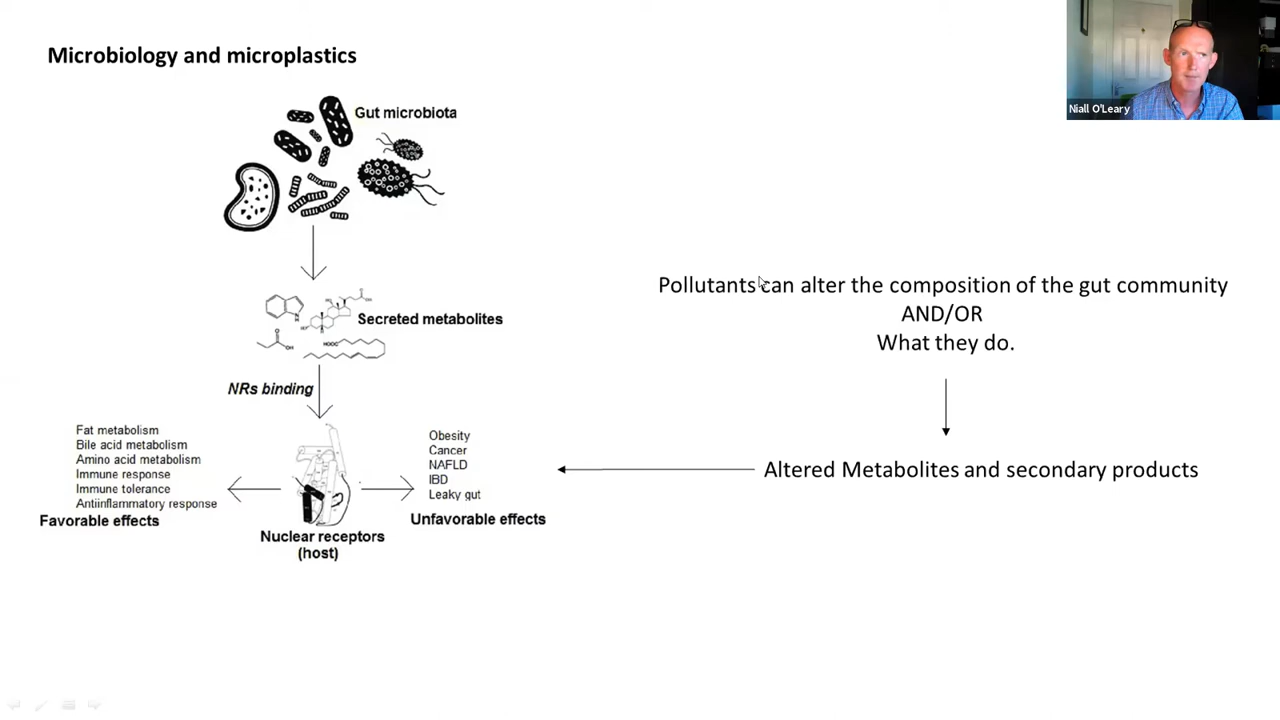 Microbiology and microplastics
Niall O'Leary
Gut microbiota
Secreted metabolites
NRs binding
Fat metabolism
Bile acid metabolism
Amino acid metabolism
Immune response
Immune tolerance
Antiinflammatory response
Favorable effects
Obesity
Cancer
NAFLD
IBD
Leaky gut
Unfavorable effects
Nuclear receptors
(host)
Pollutants can alter the composition of the gut community
AND/OR
What they do.
Altered Metabolites and secondary products